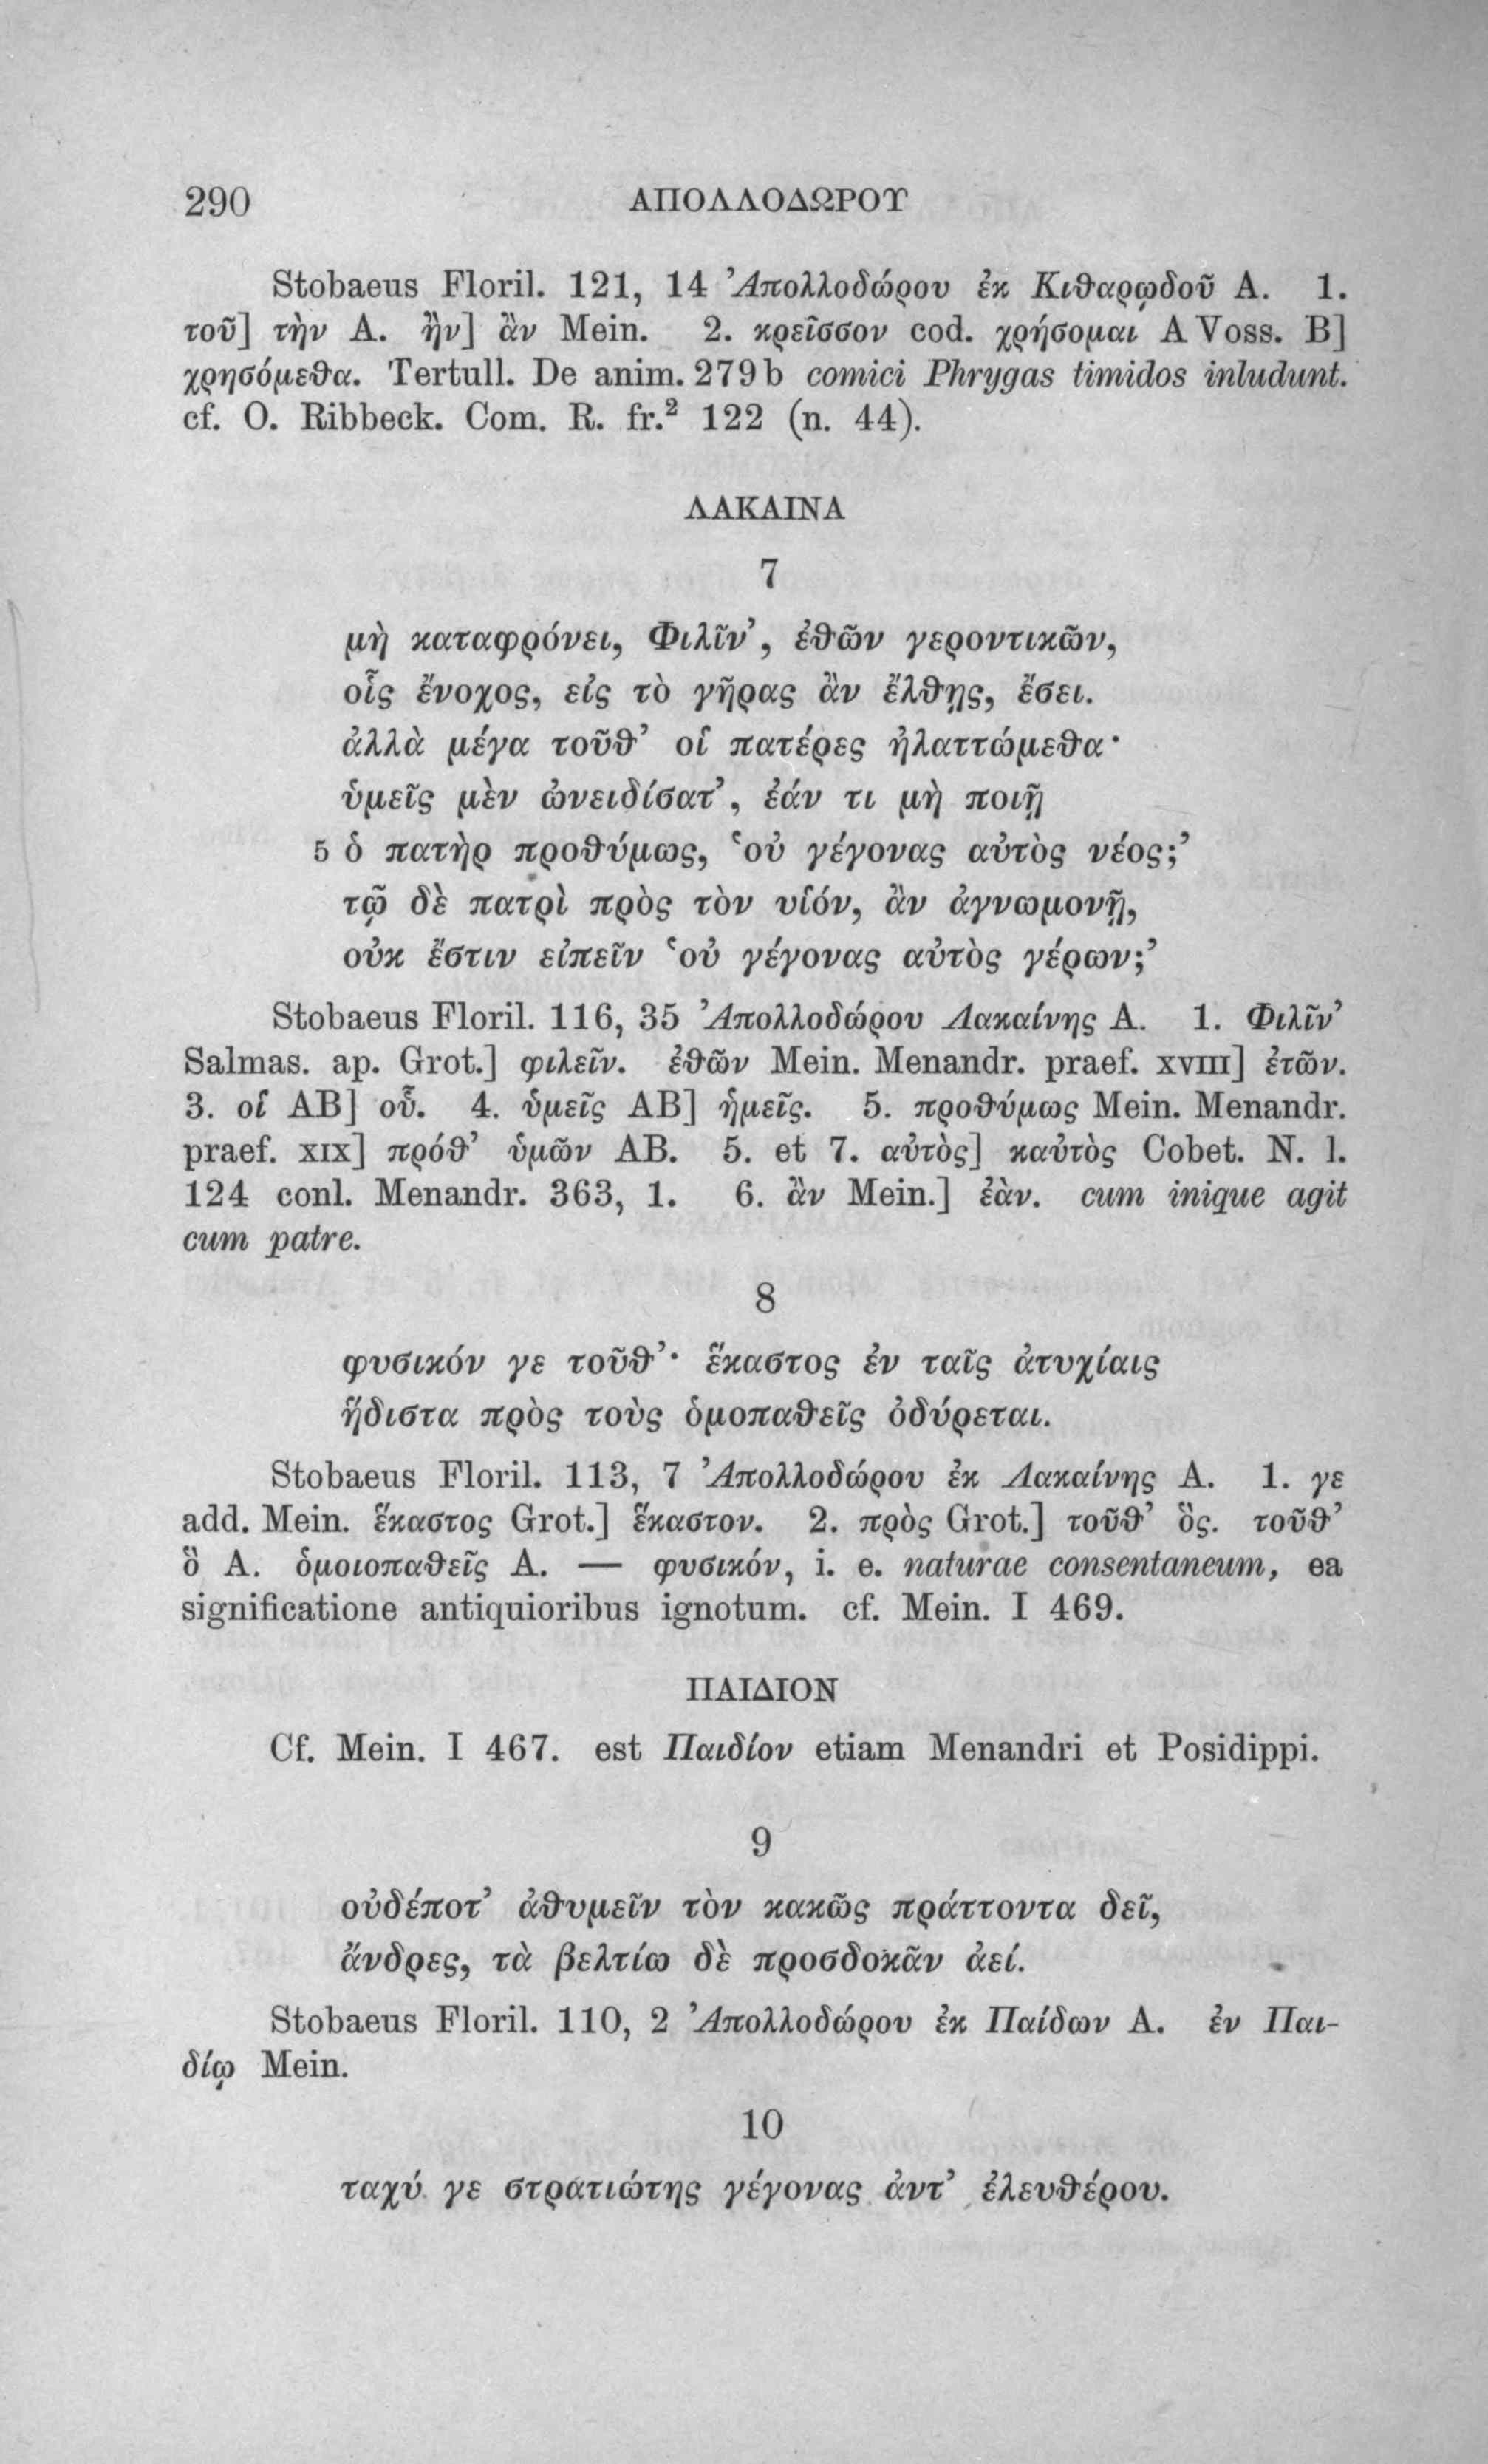 290 ΑΠΟΛΛΟΔΩΡΟΥ
Stobaeus Floril. 121, 14 Ἀπολλοδώρου ἐκ Κιθαρῳδοῦ A. 1.
τοῦ] τὴν A. ἢν] ἂν Mein. 2. κρεῖσσον cod. χρήσομαι A Voss. B]
χρησόμεθα. Tertull. De anim. 279b comici Phrygas timidos inludunt.
cf. O. Ribbeck. Com. R. fr.² 122 (n. 44).
ΛΑΚΑΙΝΑ
7
μὴ καταφρόνει, Φιλῖν’, ἐθῶν γεροντικῶν,
οἷς ἔνοχος, εἰς τὸ γῆρας ἂν ἔλθῃς, ἔσει.
ἀλλὰ μέγα τοῦθ’ οἱ πατέρες ἠλαττώμεθα·
ὑμεῖς μὲν ὠνειδίσατ’, ἐάν τι μὴ ποιῇ
5 ὁ πατὴρ προθύμως, ‘οὐ γέγονας αὐτὸς νέος;’
τῷ δὲ πατρὶ πρὸς τὸν υἱόν, ἂν ἀγνωμονῇ,
οὐκ ἔστιν εἰπεῖν ‘οὐ γέγονας αὐτὸς γέρων;’
Stobaeus Floril. 116, 35 Ἀπολλοδώρου Λακαίνης A. 1. Φιλῖν’
Salmas. ap. Grot.] φιλεῖν. ἐθῶν Mein. Menandr. praef. XVIII] ἐτῶν.
3. οἱ AB] οὗ. 4. ὑμεῖς AB] ἡμεῖς. 5. προθύμως Mein. Menandr.
praef. XIX] πρόθ’ ὑμῶν AB. 5. et 7. αὐτὸς] καὐτὸς Cobet. N. l.
124 conl. Menandr. 363, 1. 6. ἂν Mein.] ἐὰν. cum inique agit
cum patre.
8
φυσικόν γε τοῦθ’· ἕκαστος ἐν ταῖς ἀτυχίαις
ἥδιστα πρὸς τοὺς ὁμοπαθεῖς ὀδύρεται.
Stobaeus Floril. 113, 7 Ἀπολλοδώρου ἐκ Λακαίνης A. 1. γε
add. Mein. ἕκαστος Grot.] ἕκαστον. 2. πρὸς Grot.] τοῦθ’ ὃς. τοῦθ’
ὃ A. ὁμοιοπαθεῖς A. — φυσικόν, i. e. naturae consentaneum, ea
significatione antiquioribus ignotum. cf. Mein. I 469.
ΠΑΙΔΙΟΝ
Cf. Mein. I 467. est Παιδίον etiam Menandri et Posidippi.
9
οὐδέποτ’ ἀθυμεῖν τὸν κακῶς πράττοντα δεῖ,
ἄνδρες, τὰ βελτίω δὲ προσδοκᾶν ἀεί.
Stobaeus Floril. 110, 2 Ἀπολλοδώρου ἐκ Παίδων A. ἐν Παι-
δίῳ Mein.
10
ταχύ γε στρατιώτης γέγονας ἀντ’ ἐλευθέρου.